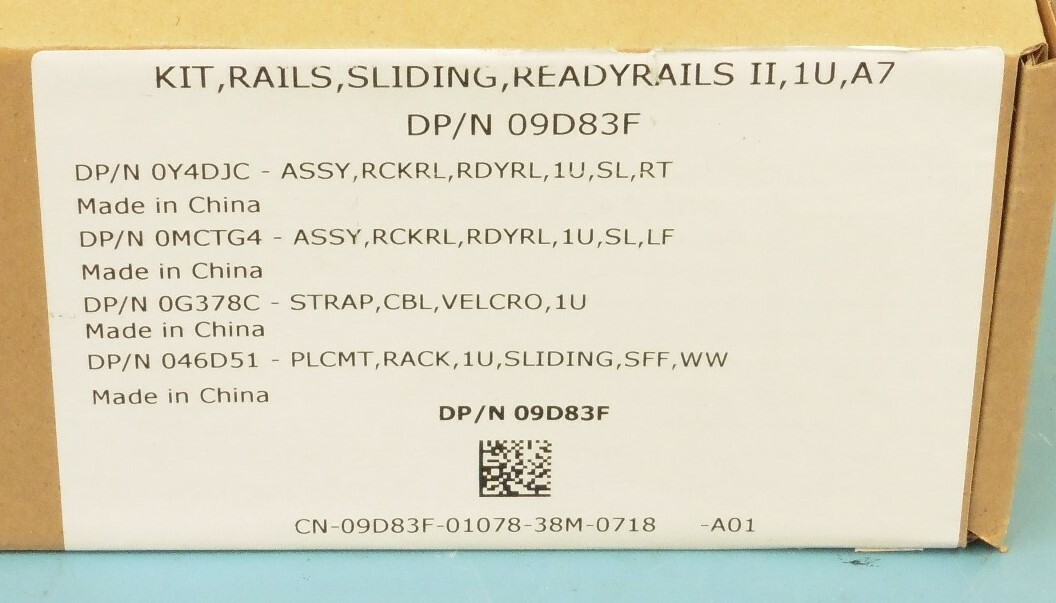 KIT,RAILS,SLIDING,READYRAILS II,1U,A7
DP/N 09D83F
DP/N 0Y4DJC - ASSY,RCKRL,RDYRL,1U,SL,RT
Made in China
DP/N 0MCTG4 - ASSY,RCKRL,RDYRL,1U,SL,LF
Made in China
DP/N 0G378C - STRAP,CBL,VELCRO,1U
Made in China
DP/N 046D51 - PLCMT,RACK,1U,SLIDING,SFF,WW
Made in China
DP/N 09D83F
CN-09D83F-01078-38M-0718 -A01